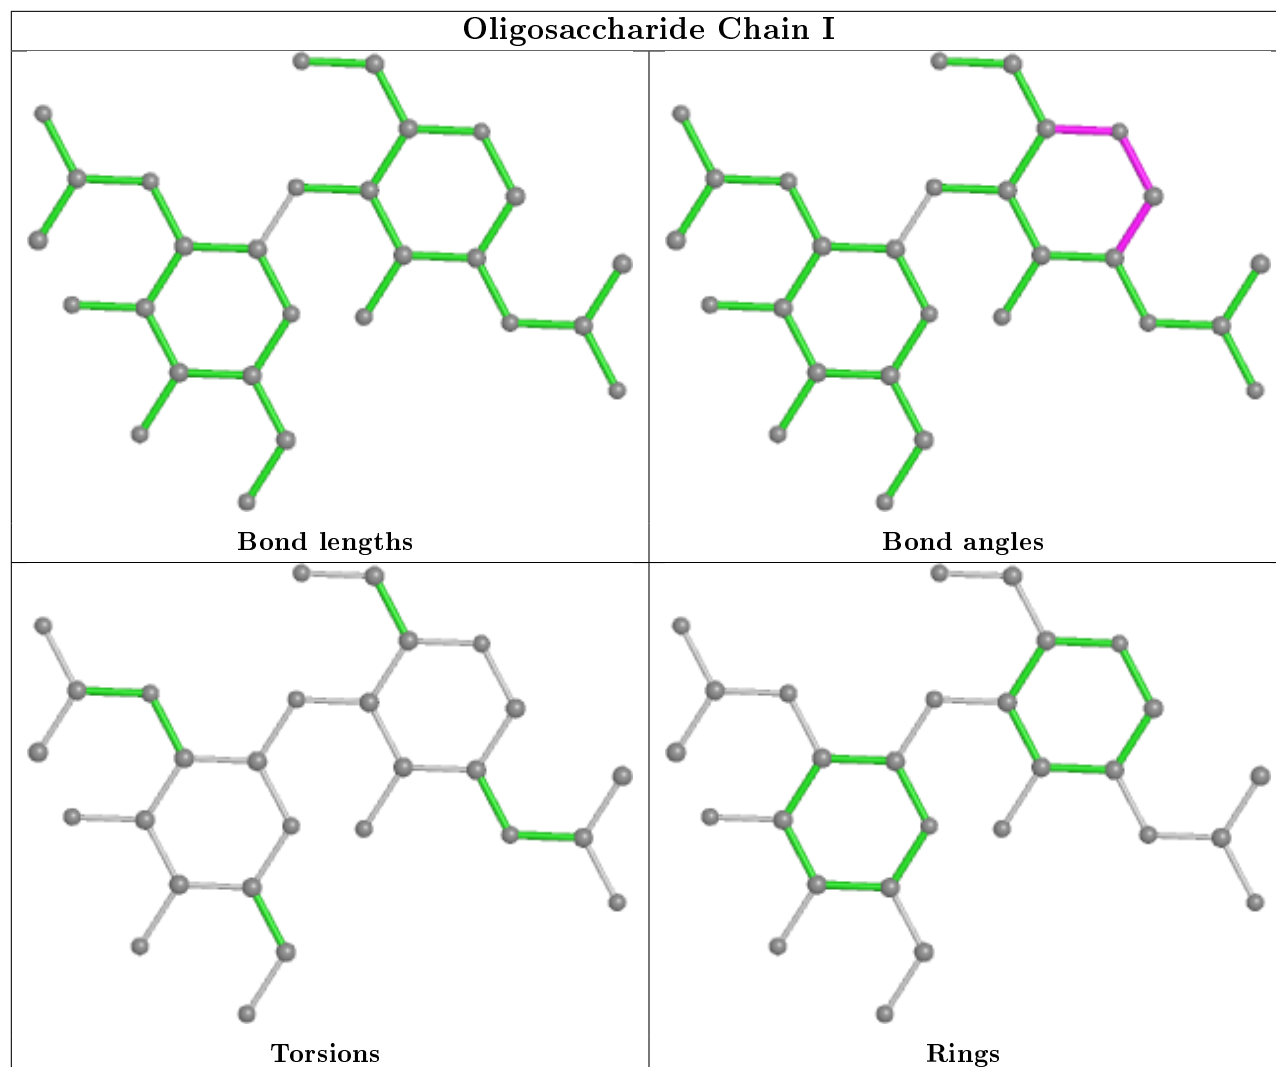 Oligosaccharide Chain I
Bond lengths
Bond angles
Torsions
Rings